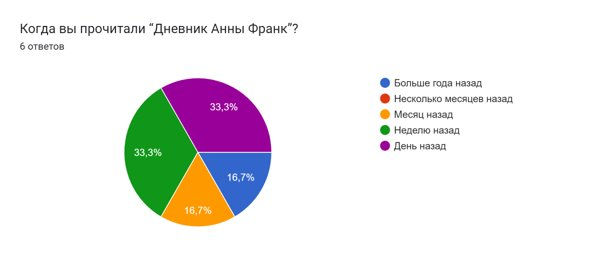 Когда вы прочитали “Дневник Анны Франк”?
6 ответов
33,3%
33,3%
16,7%
16,7%
Больше года назад
Несколько месяцев назад
Месяц назад
Неделю назад
День назад